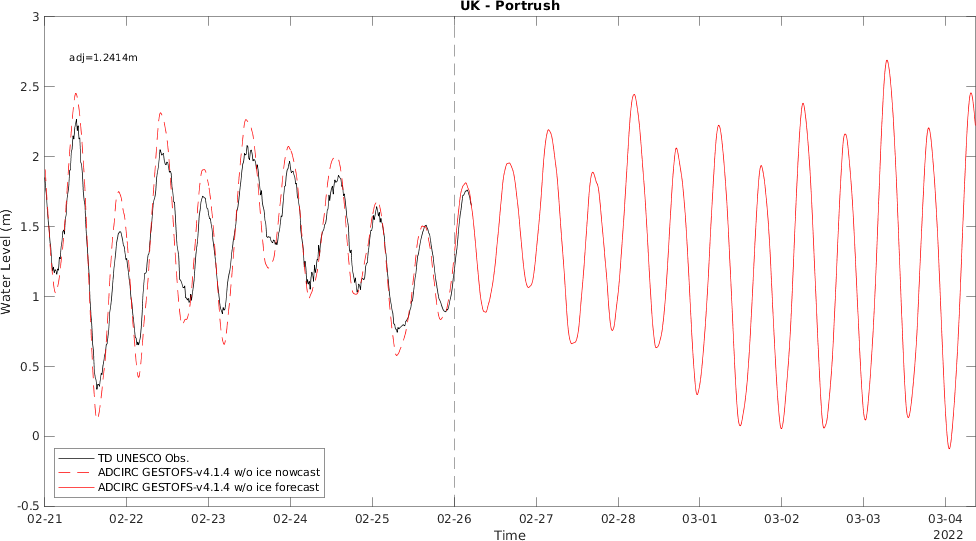 UK - Portrush
adj=1.2414m
Water Level (m)
3
2.5
2
1.5
1
0.5
0
-0.5
TD UNESCO Obs.
ADCIRC GESTOFS-v4.1.4 w/o ice nowcast
ADCIRC GESTOFS-v4.1.4 w/o ice forecast
02-21 02-22 02-23 02-24 02-25 02-26 02-27 02-28 03-01 03-02 03-03 03-04
2022
Time